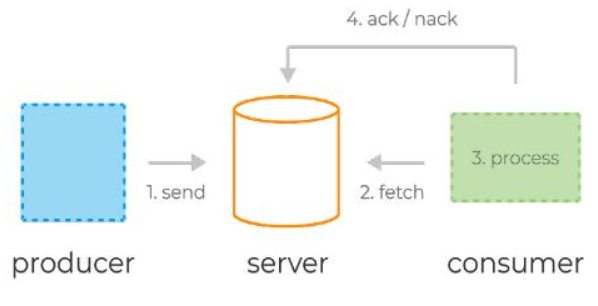 4. ack / nack
3. process
1. send
2. fetch
producer
server
consumer